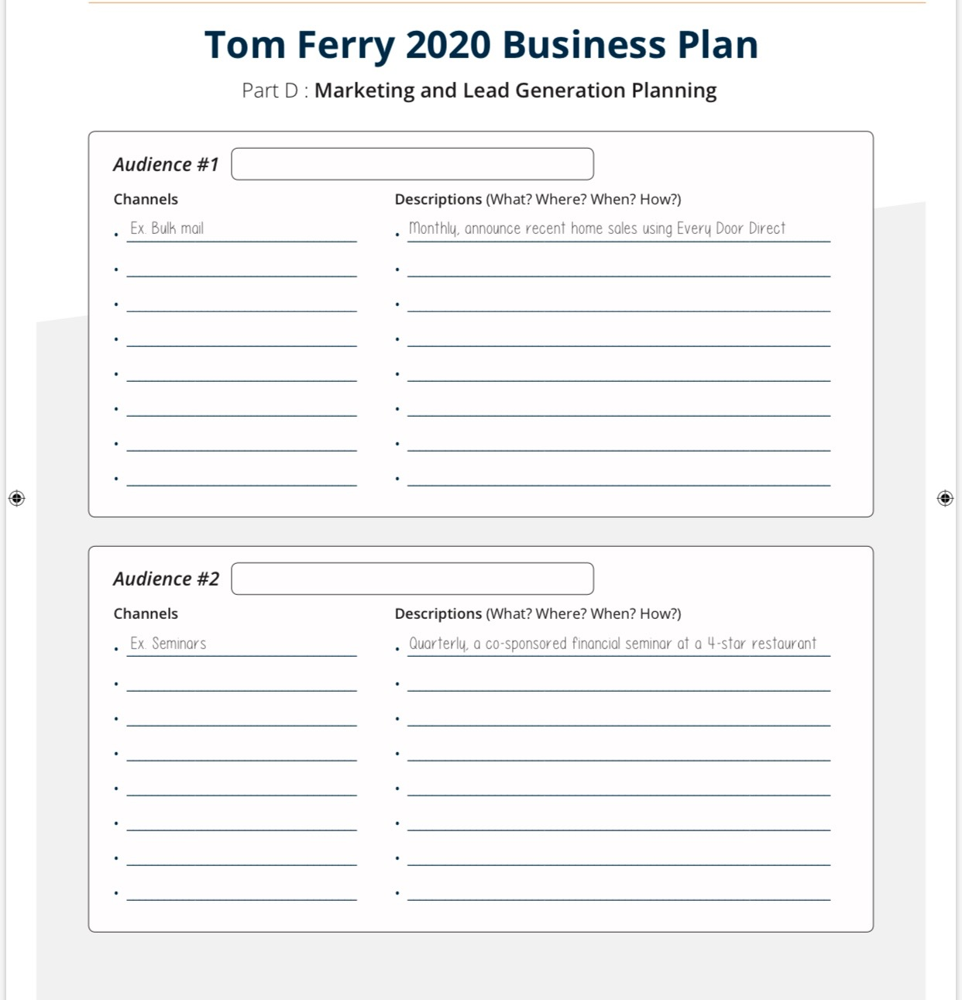 Tom Ferry 2020 Business Plan
Part D : Marketing and Lead Generation Planning
Audience #1
Channels
Descriptions (What? Where? When? How?)
• Ex. Bulk mail
• Monthly, announce recent home sales using Every Door Direct
Audience #2
Channels
Descriptions (What? Where? When? How?)
• Ex. Seminars
• Quarterly, a co-sponsored financial seminar at a 4-star restaurant